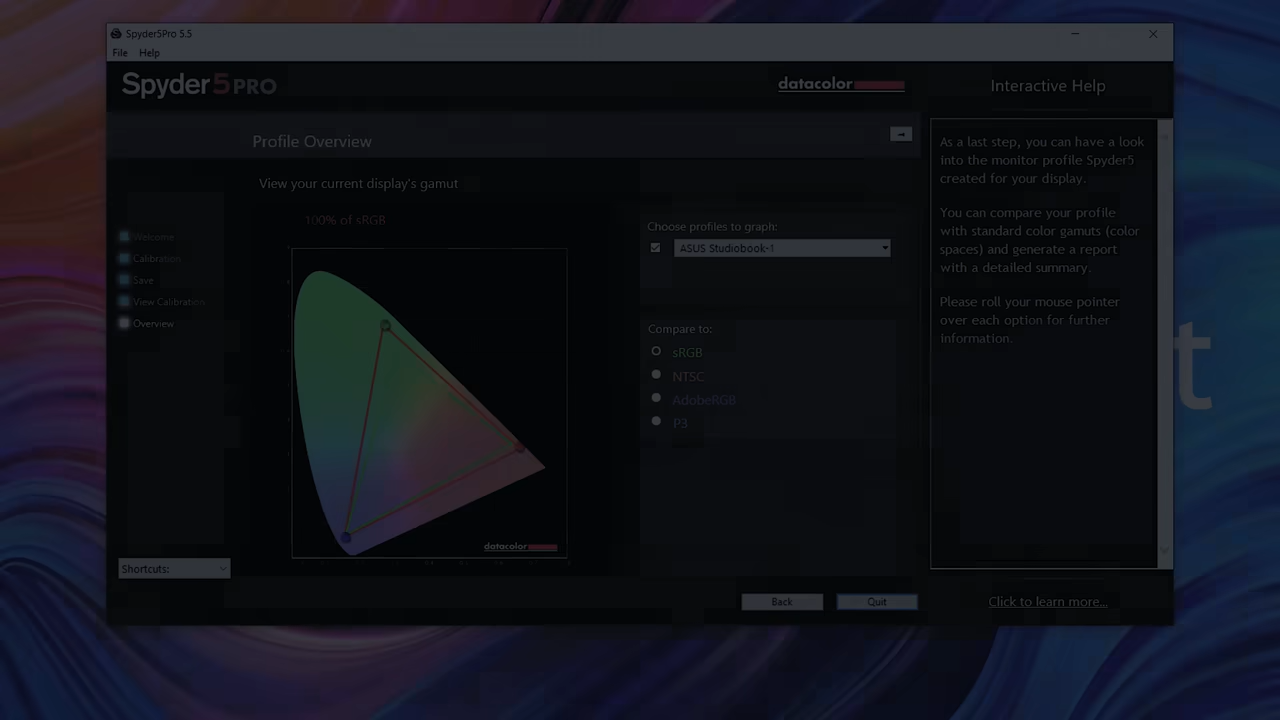 Spyder5Pro 5.5
File Help
Spyder5PRO
datacolor
Interactive Help
Profile Overview
View your current display's gamut
100% of sRGB
Welcome
Calibration
Save
View Calibration
Overview
Shortcuts:
datacolor
Choose profiles to graph:
ASUS Studiobook-1
Compare to:
sRGB
NTSC
AdobeRGB
P3
Back
Quit
As a last step, you can have a look
into the monitor profile Spyder5
created for your display.
You can compare your profile
with standard color gamuts (color
spaces) and generate a report
with a detailed summary.
Please roll your mouse pointer
over each option for further
information.
Click to learn more...
t